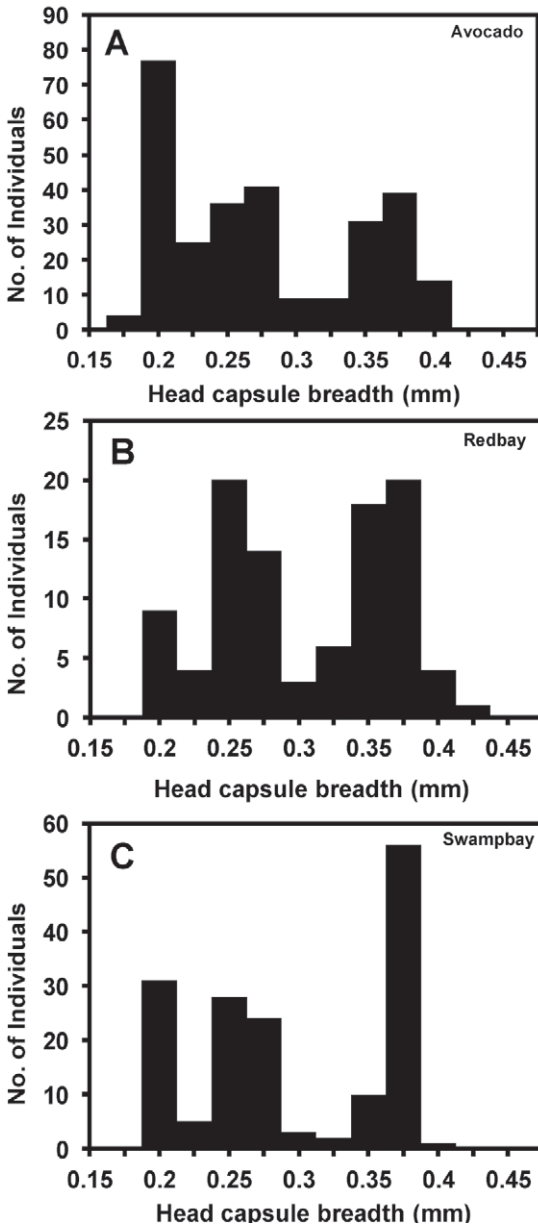 A
Avocado
No. of Individuals
90
80
70
60
50
40
30
20
10
0
0.15 0.2 0.25 0.3 0.35 0.4 0.45
Head capsule breadth (mm)
B
Redbay
No. of Individuals
25
20
15
10
5
0
0.15 0.2 0.25 0.3 0.35 0.4 0.45
Head capsule breadth (mm)
C
Swampbay
No. of Individuals
60
50
40
30
20
10
0
0.15 0.2 0.25 0.3 0.35 0.4 0.45
Head capsule breadth (mm)